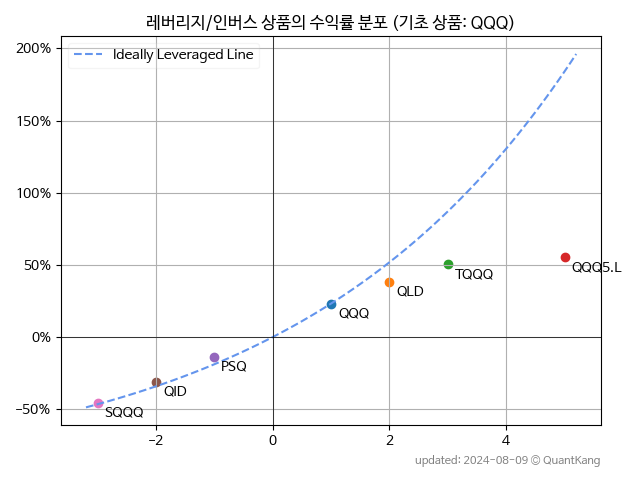 레버리지/인버스 상품의 수익률 분포 (기초 상품: QQQ)
Ideally Leveraged Line
200%
150%
100%
50%
0%
−50%
QQQ5.L
TQQQ
QLD
QQQ
PSQ
QID
SQQQ
−2 0 2 4
updated: 2024-08-09 © QuantKang